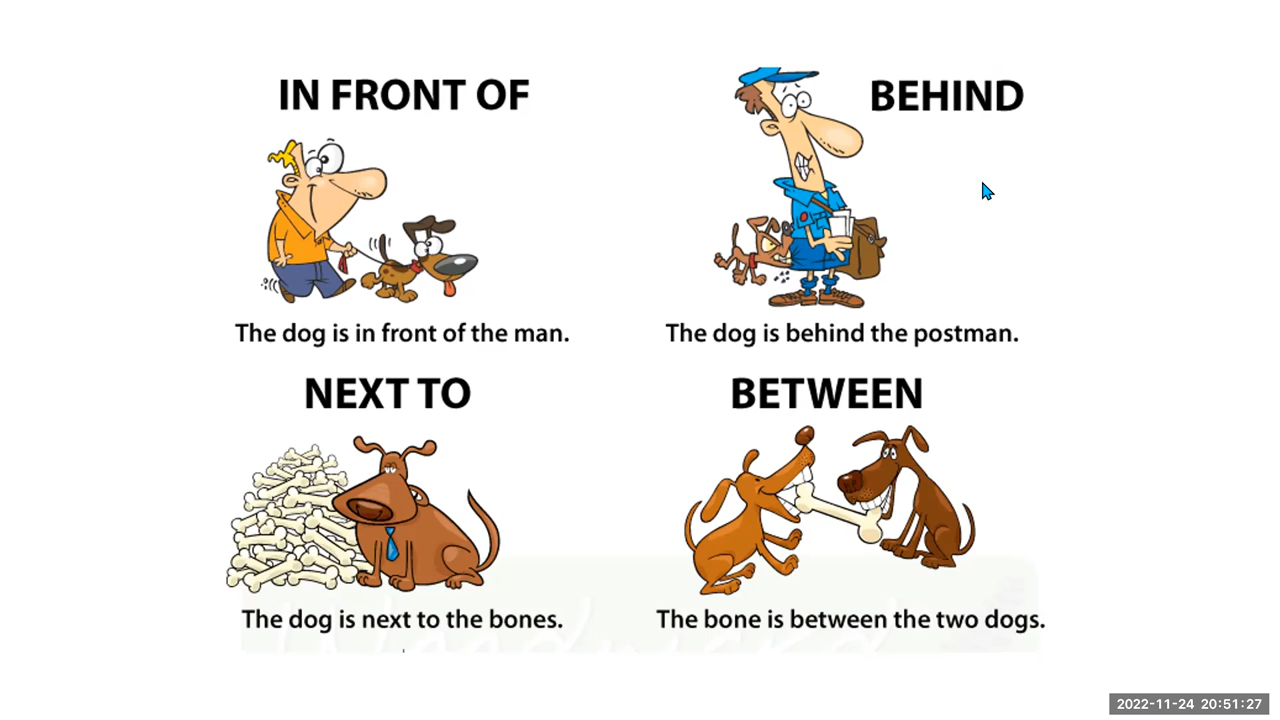 IN FRONT OF
BEHIND
The dog is in front of the man.
The dog is behind the postman.
NEXT TO
BETWEEN
The dog is next to the bones.
The bone is between the two dogs.
2022-11-24 20:51:27